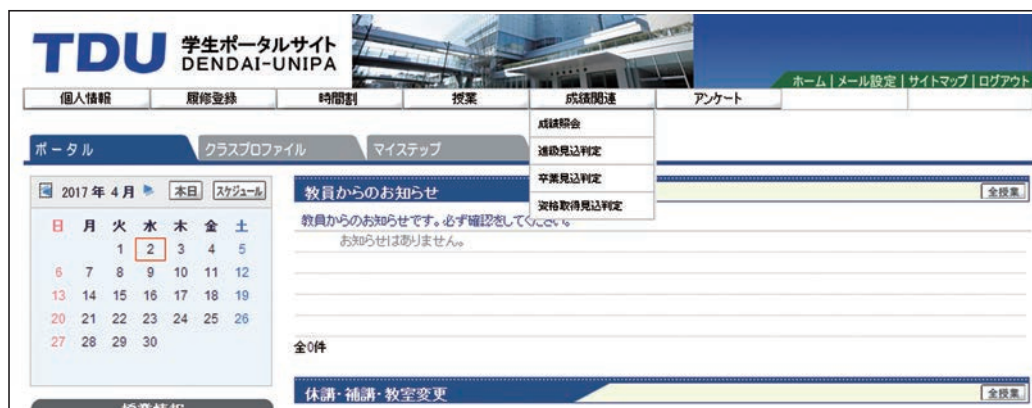 TDU 学生ポータルサイト
DENDAI-UNIPA
ホーム | メール設定 | サイトマップ | ログアウト
個人情報 履修登録 時間割 授業 成績関連 アンケート
成績照会
進級見込判定
卒業見込判定
資格取得見込判定
ポータル クラスプロファイル マイステップ
2017年 4月 本日 スケジュール
日 月 火 水 木 金 土
1 2 3 4 5
6 7 8 9 10 11 12
13 14 15 16 17 18 19
20 21 22 23 24 25 26
27 28 29 30
教員からのお知らせ 全授業
教員からのお知らせです。必ず確認をしてください。
お知らせはありません。
全0件
休講・補講・教室変更 全授業
授業情報